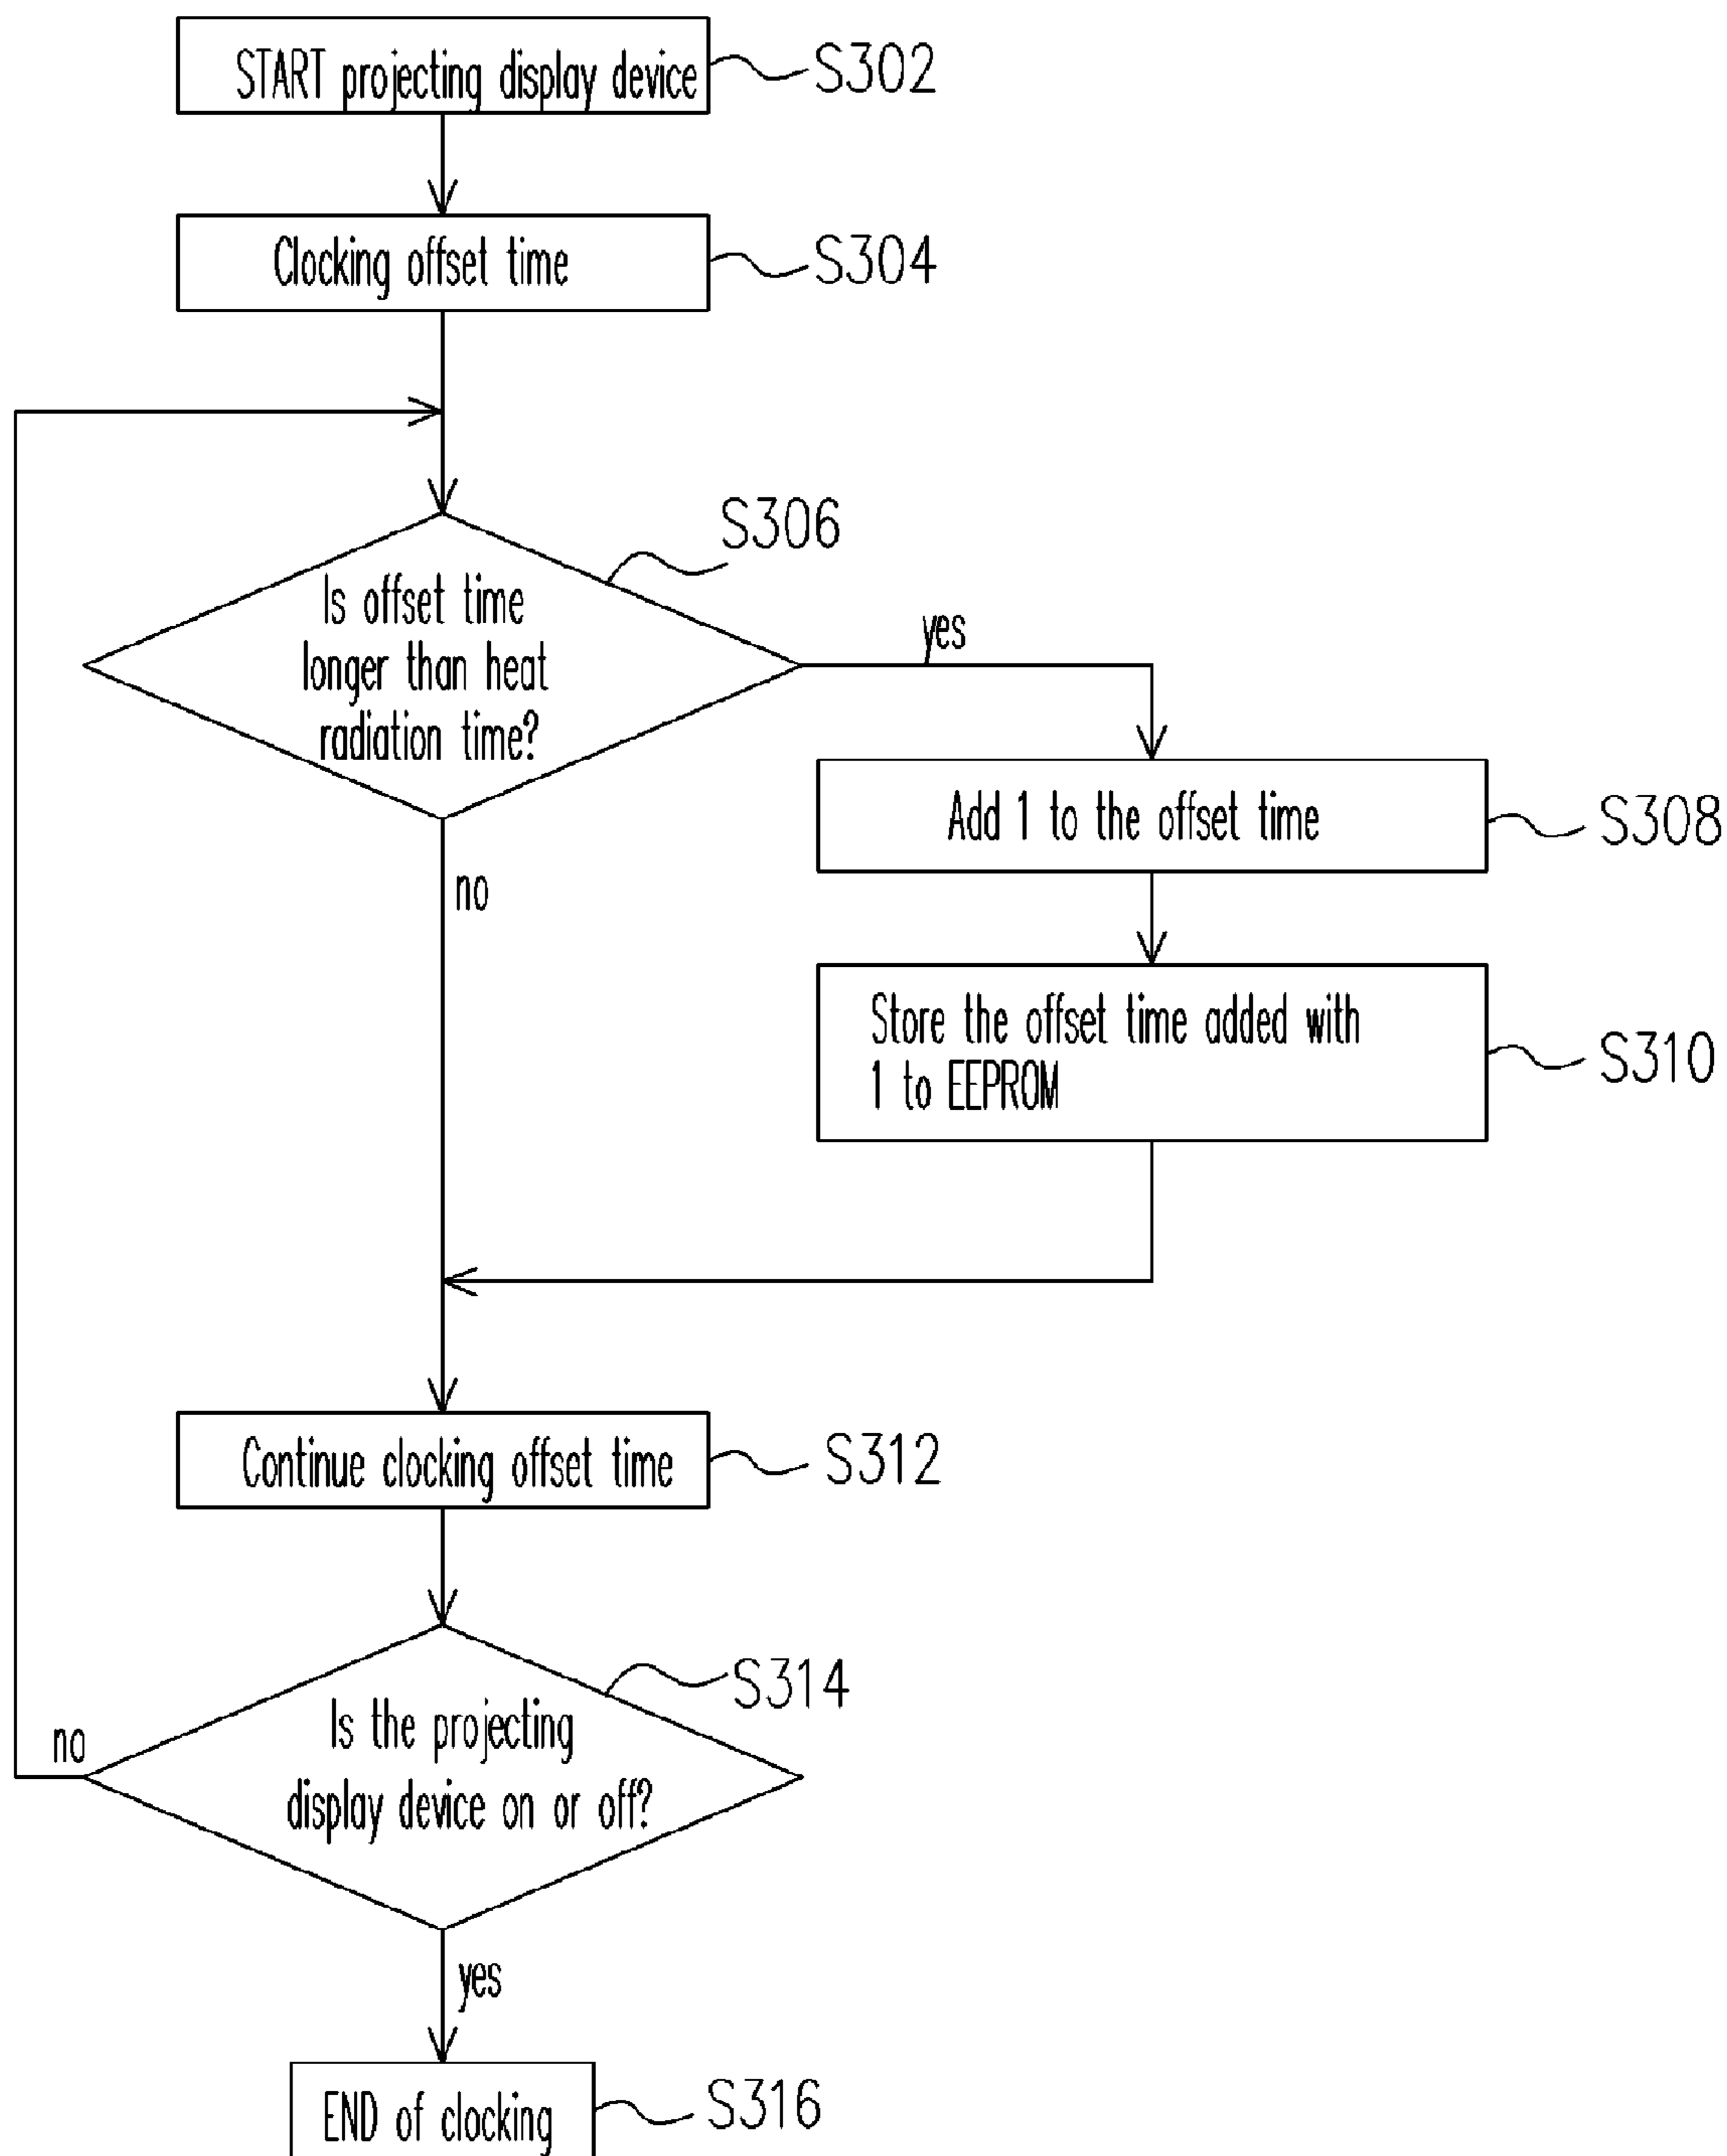 START projecting display device
S302
Clocking offset time
S304
S306
Is offset time
longer than heat
radiation time?
yes
Add 1 to the offset time
S308
no
Store the offset time added with
1 to EEPROM
S310
Continue clocking offset time
S312
S314
Is the projecting
display device on or off?
no
yes
END of clocking
S316